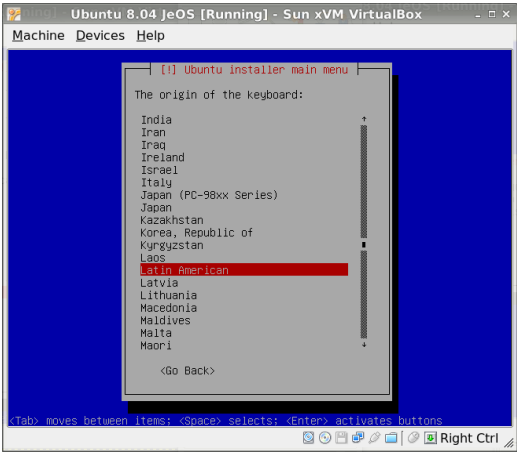 Ubuntu 8.04 JeOS [Running] - Sun xVM VirtualBox
Machine Devices Help
[!] Ubuntu installer main menu
The origin of the keyboard:
India
Iran
Iraq
Ireland
Israel
Italy
Japan (PC-98xx Series)
Japan
Kazakhstan
Korea, Republic of
Kyrgyzstan
Laos
Latin American
Latvia
Lithuania
Macedonia
Maldives
Malta
Maori
<Go Back>
<Tab> moves between items; <Space> selects; <Enter> activates buttons
Right Ctrl